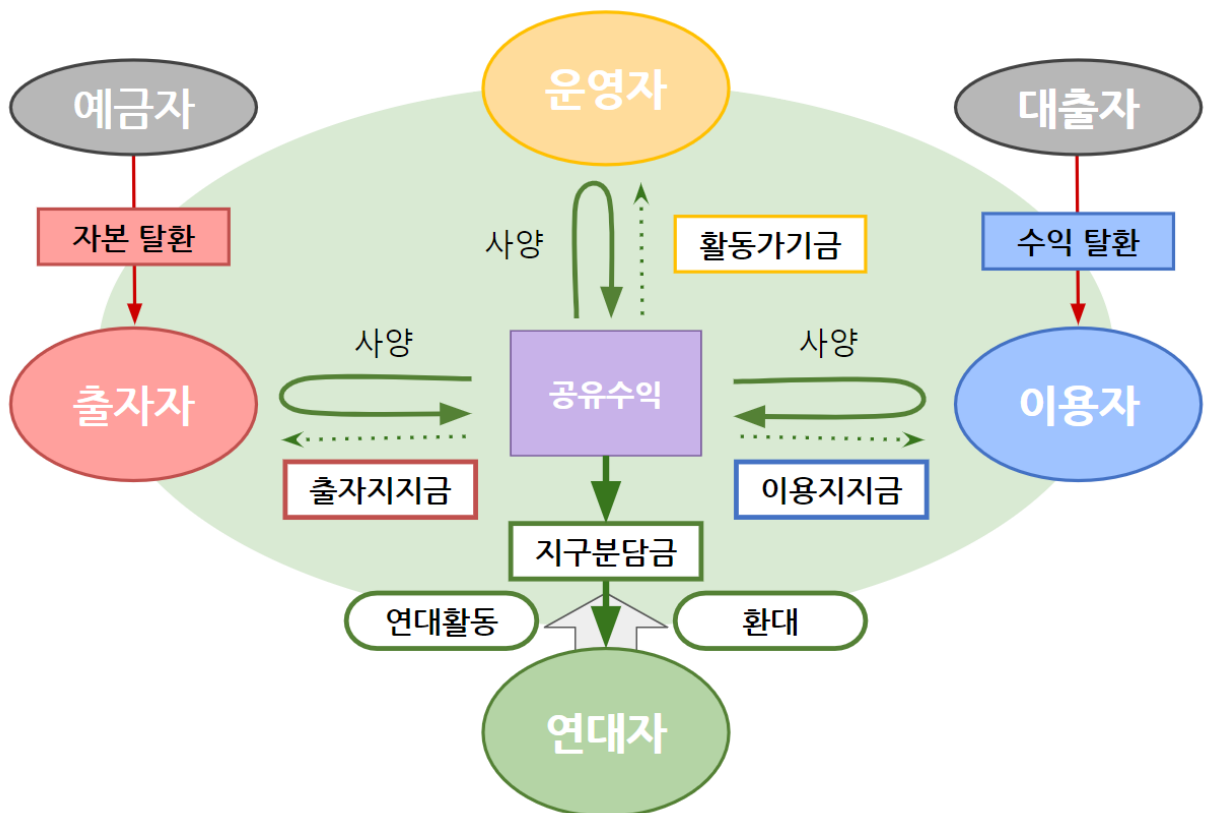 예금자
운영자
대출자
자본 탈환
사양
활동가기금
수익 탈환
출자자
사양
공유수익
사양
이용자
출자지지금
이용지지금
지구분담금
연대활동
환대
연대자